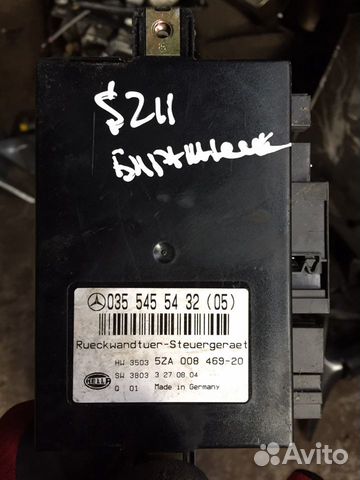 S211
Багажник
035 545 54 32 (05)
Rueckwandtuer-Steuergeraet
HW 3503 5ZA 008 469-20
SW 3803 3 27 08 04
HELLA Q 01 Made in Germany
Avito